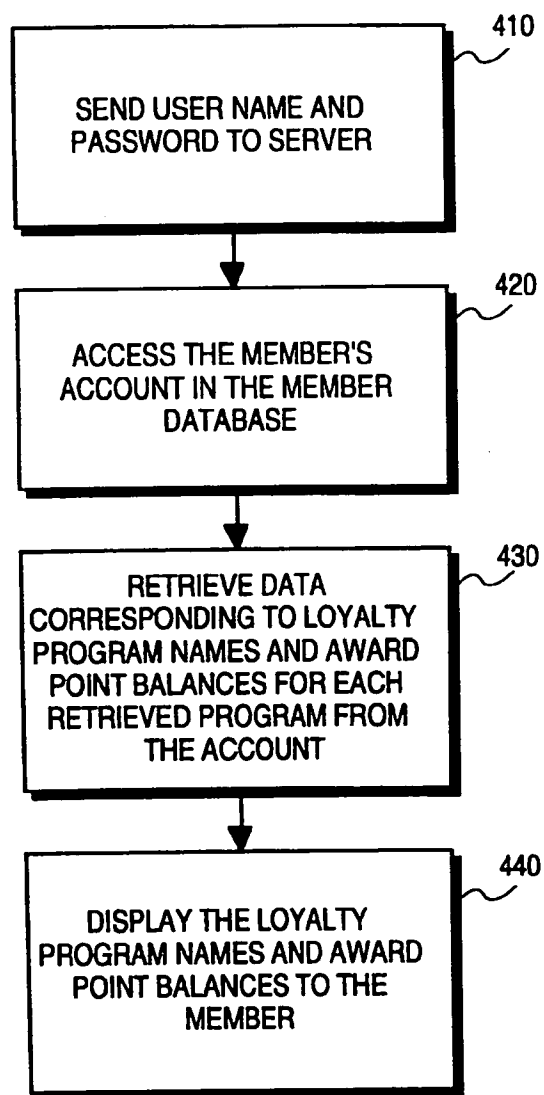 410
SEND USER NAME AND
PASSWORD TO SERVER
420
ACCESS THE MEMBER'S
ACCOUNT IN THE MEMBER
DATABASE
430
RETRIEVE DATA
CORRESPONDING TO LOYALTY
PROGRAM NAMES AND AWARD
POINT BALANCES FOR EACH
RETRIEVED PROGRAM FROM
THE ACCOUNT
440
DISPLAY THE LOYALTY
PROGRAM NAMES AND AWARD
POINT BALANCES TO THE
MEMBER